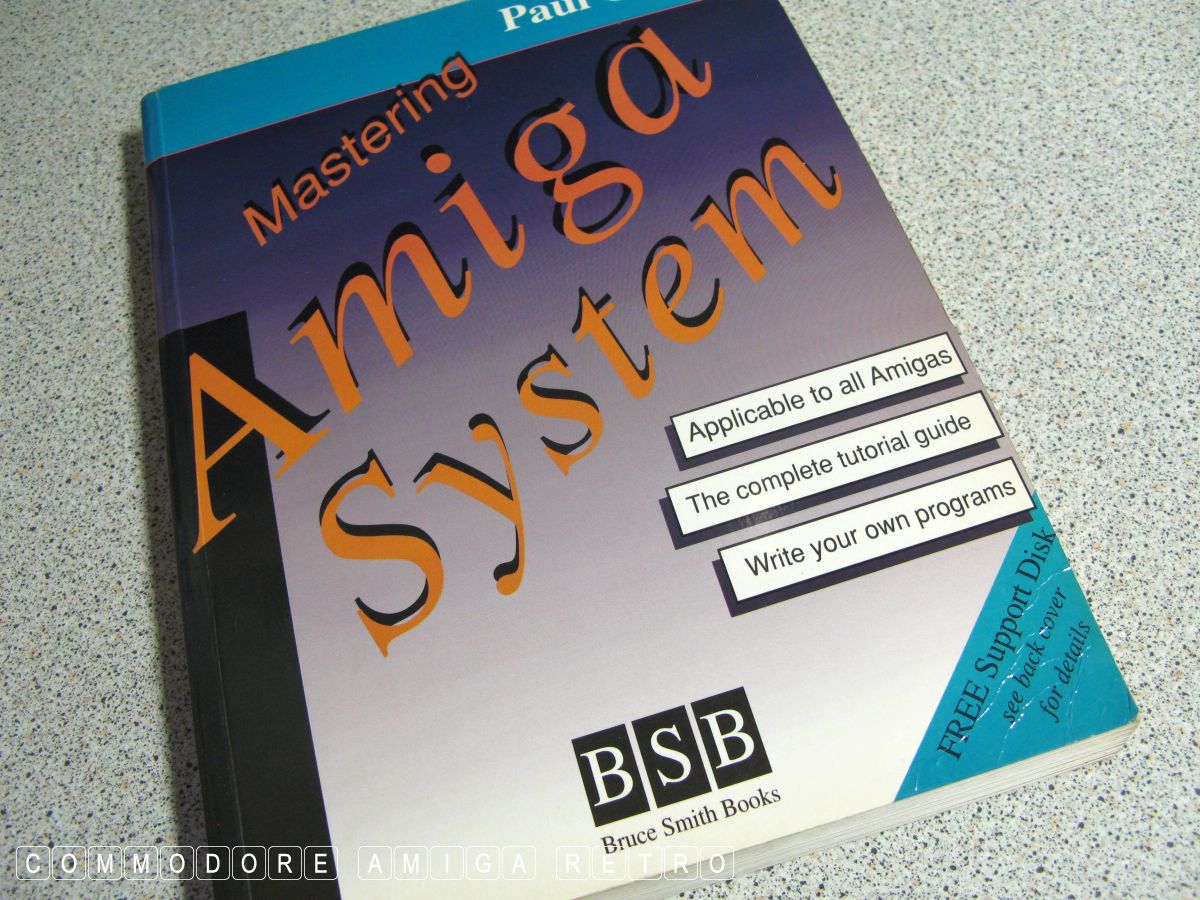 Paul
Mastering
Amiga
System
Applicable to all Amigas
The complete tutorial guide
Write your own programs
FREE Support Disk
see back cover
for details
BSB
Bruce Smith Books
COMMODORE AMIGA RETRO